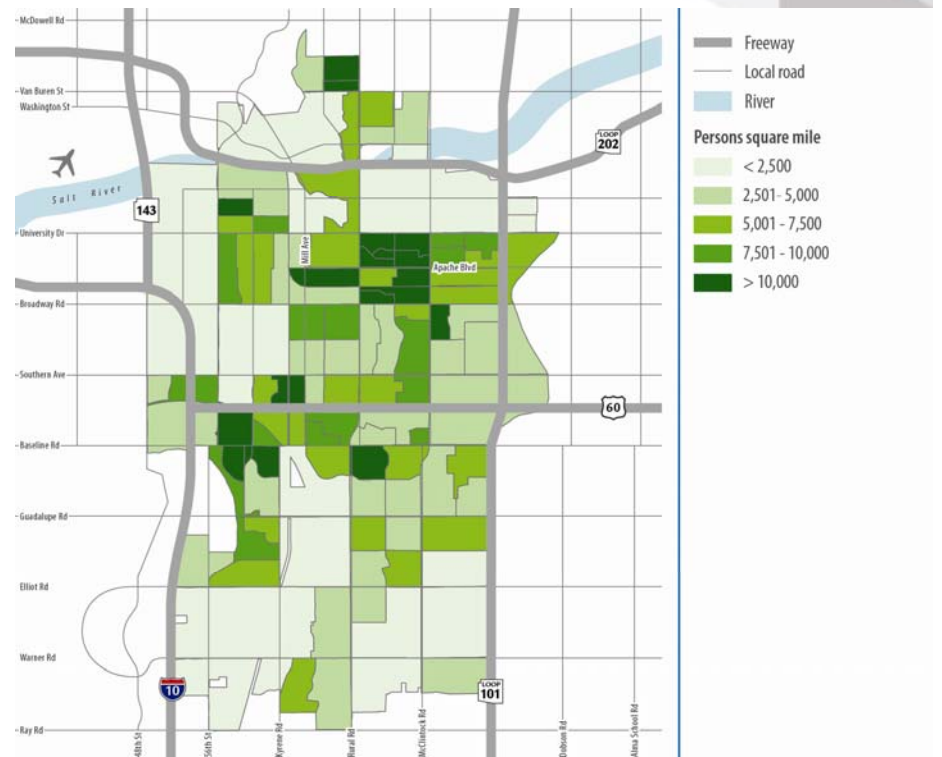 McDowell Rd
Van Buren St
Washington St
Salt River
143
LOOP
202
University Dr
Mill Ave
Apache Blvd
Broadway Rd
Southern Ave
60
Baseline Rd
Guadalupe Rd
Elliot Rd
Warner Rd
10
LOOP
101
Ray Rd
48th St
56th St
Kyrene Rd
Rural Rd
McClintock Rd
Dobson Rd
Alma School Rd
Freeway
Local road
River
Persons square mile
< 2,500
2,501- 5,000
5,001 - 7,500
7,501 - 10,000
> 10,000